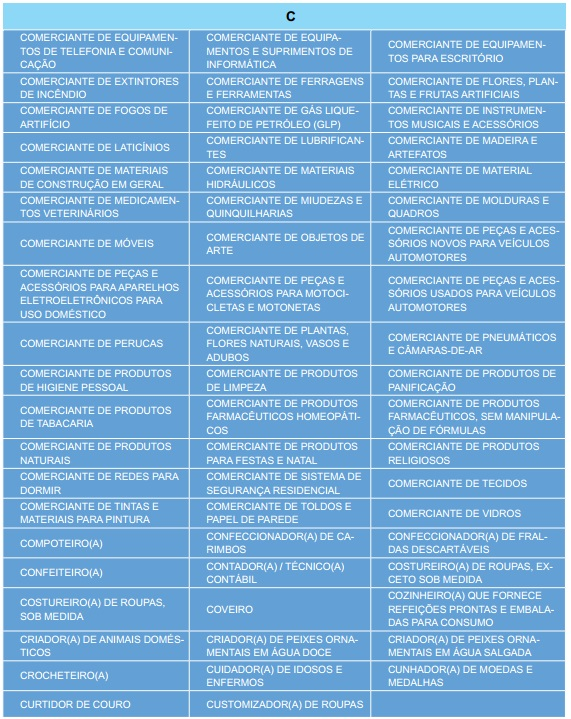 C
COMERCIANTE DE EQUIPAMEN-
TOS DE TELEFONIA E COMUNI-
CAÇÃO
COMERCIANTE DE EQUIPA-
MENTOS E SUPRIMENTOS DE
INFORMÁTICA
COMERCIANTE DE EQUIPAMEN-
TOS PARA ESCRITÓRIO
COMERCIANTE DE EXTINTORES
DE INCÊNDIO
COMERCIANTE DE FERRAGENS
E FERRAMENTAS
COMERCIANTE DE FLORES, PLAN-
TAS E FRUTAS ARTIFICIAIS
COMERCIANTE DE FOGOS DE
ARTIFÍCIO
COMERCIANTE DE GÁS LIQUE-
FEITO DE PETRÓLEO (GLP)
COMERCIANTE DE INSTRUMEN-
TOS MUSICAIS E ACESSÓRIOS
COMERCIANTE DE LATICÍNIOS
COMERCIANTE DE LUBRIFICAN-
TES
COMERCIANTE DE MADEIRA E
ARTEFATOS
COMERCIANTE DE MATERIAIS
DE CONSTRUÇÃO EM GERAL
COMERCIANTE DE MATERIAIS
HIDRÁULICOS
COMERCIANTE DE MATERIAL
ELÉTRICO
COMERCIANTE DE MEDICAMEN-
TOS VETERINÁRIOS
COMERCIANTE DE MIUDEZAS E
QUINQUILHARIAS
COMERCIANTE DE MOLDURAS E
QUADROS
COMERCIANTE DE MÓVEIS
COMERCIANTE DE OBJETOS DE
ARTE
COMERCIANTE DE PEÇAS E ACES-
SÓRIOS NOVOS PARA VEÍCULOS
AUTOMOTORES
COMERCIANTE DE PEÇAS E
ACESSÓRIOS PARA APARELHOS
ELETROELETRÔNICOS PARA
USO DOMÉSTICO
COMERCIANTE DE PEÇAS E
ACESSÓRIOS PARA MOTOCI-
CLETAS E MOTONETAS
COMERCIANTE DE PEÇAS E ACES-
SÓRIOS USADOS PARA VEÍCULOS
AUTOMOTORES
COMERCIANTE DE PERUCAS
COMERCIANTE DE PLANTAS,
FLORES NATURAIS, VASOS E
ADUBOS
COMERCIANTE DE PNEUMÁTICOS
E CÂMARAS-DE-AR
COMERCIANTE DE PRODUTOS
DE HIGIENE PESSOAL
COMERCIANTE DE PRODUTOS
DE LIMPEZA
COMERCIANTE DE PRODUTOS DE
PANIFICAÇÃO
COMERCIANTE DE PRODUTOS
DE TABACARIA
COMERCIANTE DE PRODUTOS
FARMACÊUTICOS HOMEOPÁTI-
COS
COMERCIANTE DE PRODUTOS
FARMACÊUTICOS, SEM MANIPULA-
ÇÃO DE FÓRMULAS
COMERCIANTE DE PRODUTOS
NATURAIS
COMERCIANTE DE PRODUTOS
PARA FESTAS E NATAL
COMERCIANTE DE PRODUTOS
RELIGIOSOS
COMERCIANTE DE REDES PARA
DORMIR
COMERCIANTE DE SISTEMA DE
SEGURANÇA RESIDENCIAL
COMERCIANTE DE TECIDOS
COMERCIANTE DE TINTAS E
MATERIAIS PARA PINTURA
COMERCIANTE DE TOLDOS E
PAPEL DE PAREDE
COMERCIANTE DE VIDROS
COMPOTEIRO(A)
CONFECCIONADOR(A) DE CA-
RIMBOS
CONFECCIONADOR(A) DE FRAL-
DAS DESCARTÁVEIS
CONFEITEIRO(A)
CONTADOR(A) / TÉCNICO(A)
CONTÁBIL
COSTUREIRO(A) DE ROUPAS, EX-
CETO SOB MEDIDA
COSTUREIRO(A) DE ROUPAS,
SOB MEDIDA
COVEIRO
COZINHEIRO(A) QUE FORNECE
REFEIÇÕES PRONTAS E EMBALA-
DAS PARA CONSUMO
CRIADOR(A) DE ANIMAIS DOMÉS-
TICOS
CRIADOR(A) DE PEIXES ORNA-
MENTAIS EM ÁGUA DOCE
CRIADOR(A) DE PEIXES ORNA-
MENTAIS EM ÁGUA SALGADA
CROCHETEIRO(A)
CUIDADOR(A) DE IDOSOS E
ENFERMOS
CUNHADOR(A) DE MOEDAS E
MEDALHAS
CURTIDOR DE COURO
CUSTOMIZADOR(A) DE ROUPAS